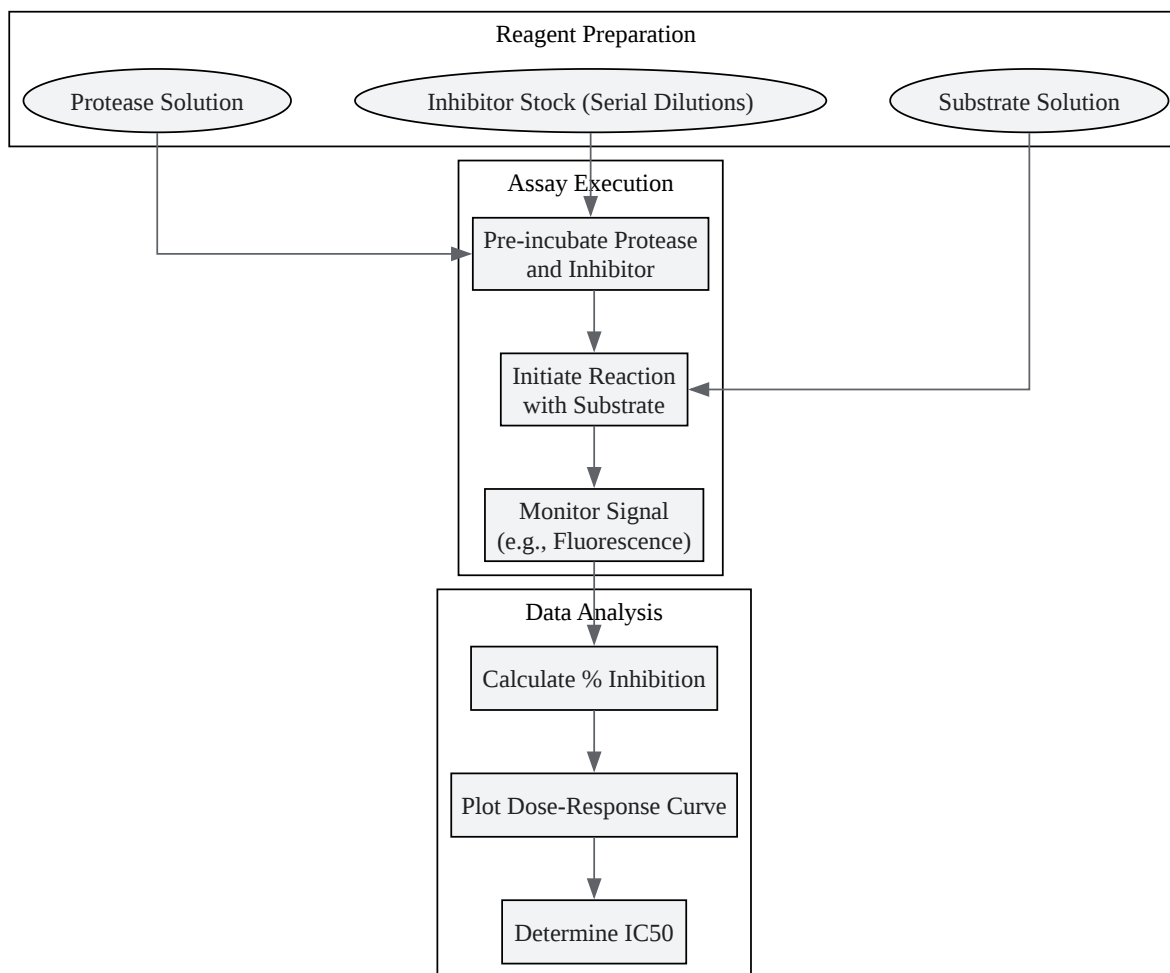 Reagent Preparation
Protease Solution
Inhibitor Stock (Serial Dilutions)
Substrate Solution
Assay Execution
Pre-incubate Protease
and Inhibitor
Initiate Reaction
with Substrate
Monitor Signal
(e.g., Fluorescence)
Data Analysis
Calculate % Inhibition
Plot Dose-Response Curve
Determine IC50